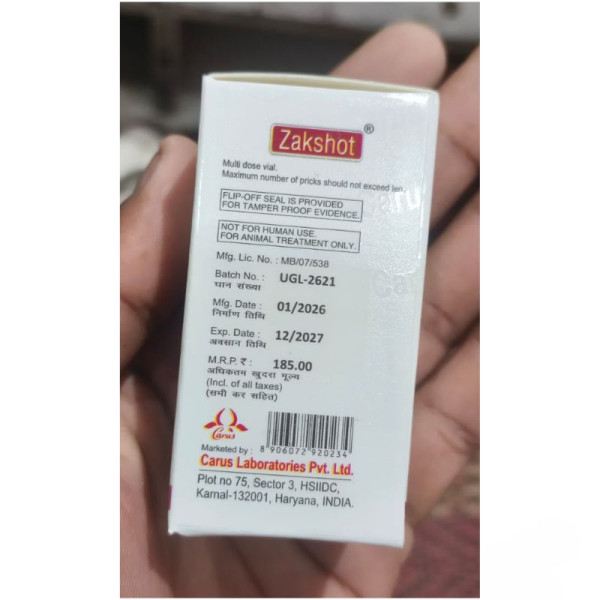 Zakshot®
Multi dose vial.
Maximum number of pricks should not exceed ten.
FLIP-OFF SEAL IS PROVIDED
FOR TAMPER PROOF EVIDENCE.
NOT FOR HUMAN USE.
FOR ANIMAL TREATMENT ONLY.
Mfg. Lic. No. : MB/07/538
Batch No. : UGL-2621
घान संख्या
Mfg. Date : 01/2026
निर्माण तिथि
Exp. Date : 12/2027
अवसान तिथि
M.R.P. ₹ : 185.00
अधिकतम खुदरा मूल्य
(Incl. of all taxes)
(सभी कर सहित)
Carus
8 906072 920234
Marketed by :
Carus Laboratories Pvt. Ltd.
Plot no 75, Sector 3, HSIIDC,
Karnal-132001, Haryana, INDIA.